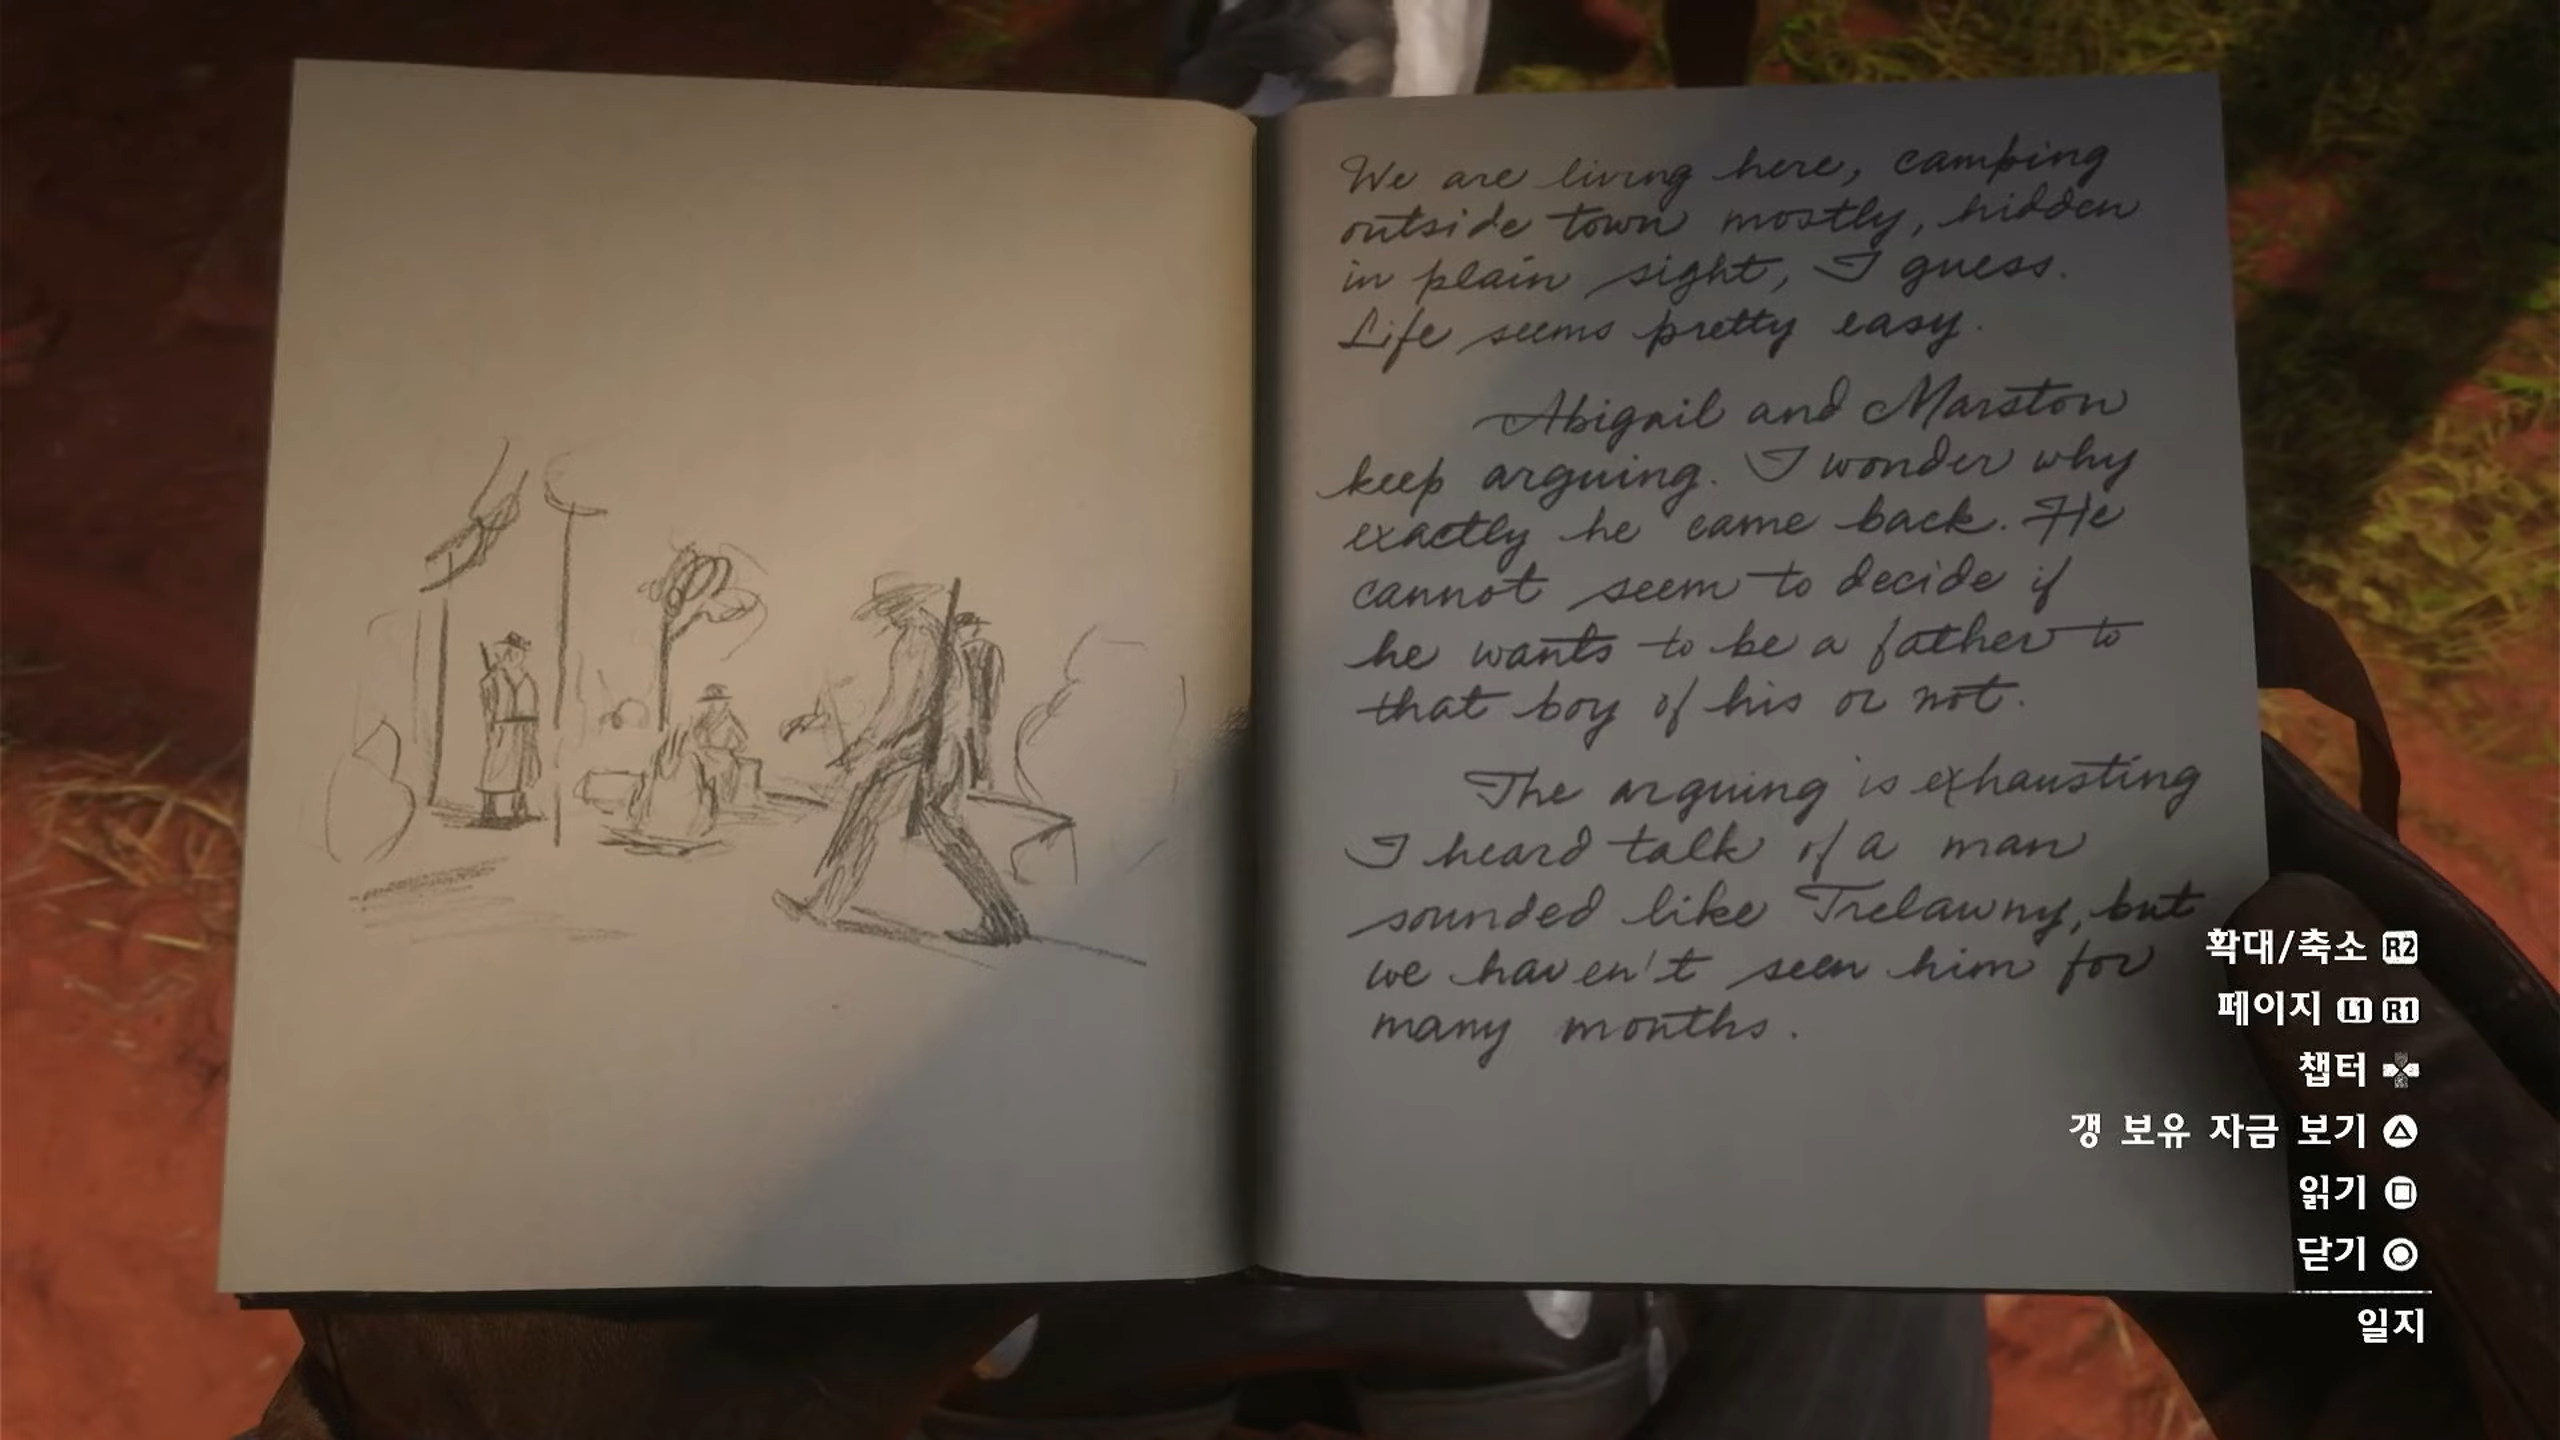 We are living here, camping
outside town mostly, hidden
in plain sight, I guess.
Life seems pretty easy.
Abigail and Marston
keep arguing. I wonder why
exactly he came back. He
cannot seem to decide if
he wants to be a father to
that boy of his or not.
The arguing is exhausting
I heard talk of a man
sounded like Trelawny, but
we haven't seen him for
many months.
확대/축소 R2
페이지 L1 R1
챕터
갱 보유 자금 보기
읽기
닫기
일지